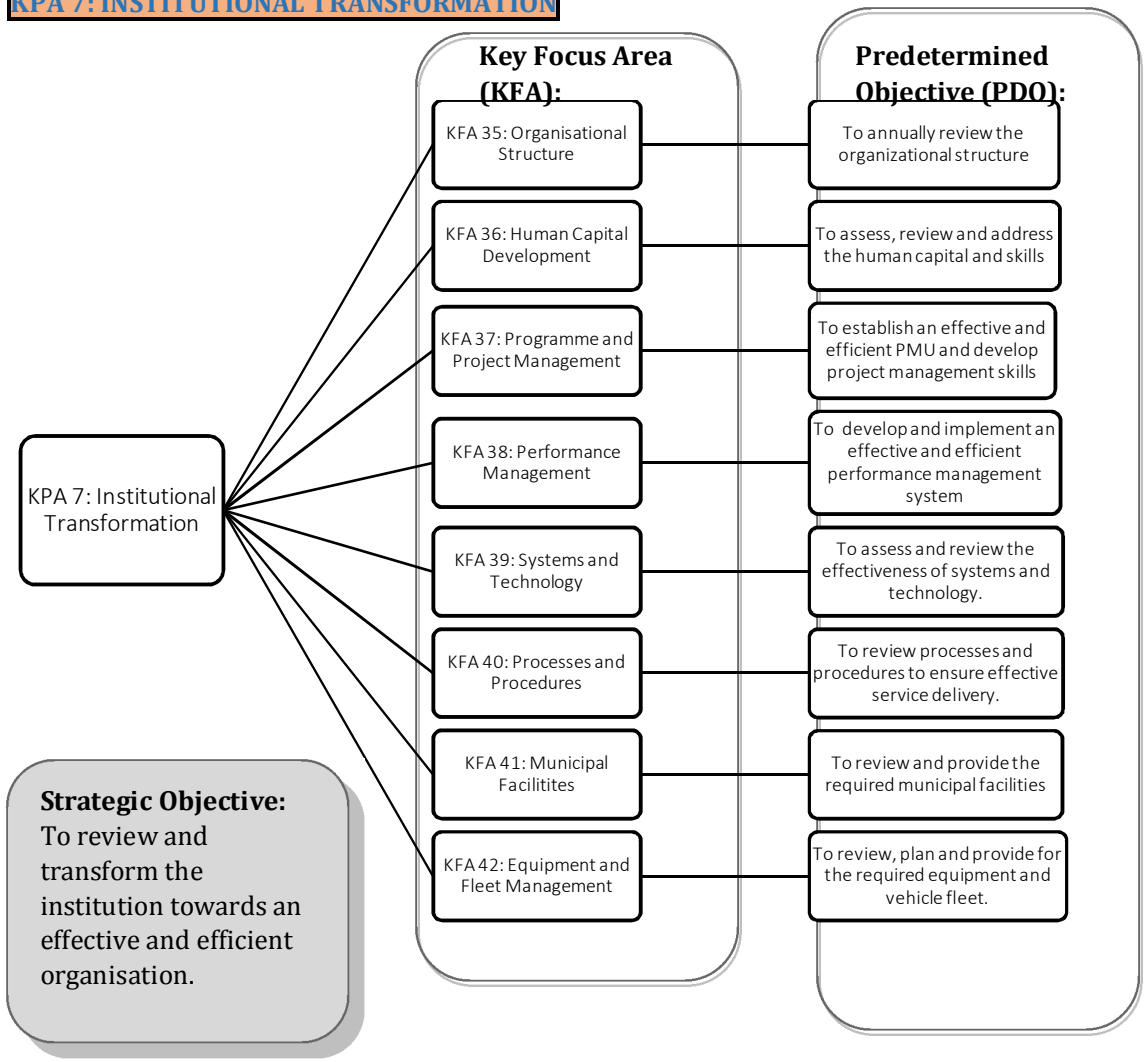 KPA 7: INSTITUTIONAL TRANSFORMATION
Key Focus Area
(KFA):
Predetermined
Objective (PDO):
KFA 35: Organisational
Structure
To annually review the
organizational structure
KFA 36: Human Capital
Development
To assess, review and address
the human capital and skills
KFA 37: Programme and
Project Management
To establish an effective and
efficient PMU and develop
project management skills
KFA 38: Performance
Management
To develop and implement an
effective and efficient
performance management
system
KPA 7: Institutional
Transformation
KFA 39: Systems and
Technology
To assess and review the
effectiveness of systems and
technology.
KFA 40: Processes and
Procedures
To review processes and
procedures to ensure effective
service delivery.
KFA 41: Municipal
Facilitites
To review and provide the
required municipal facilities
KFA 42: Equipment and
Fleet Management
To review, plan and provide for
the required equipment and
vehicle fleet.
Strategic Objective:
To review and
transform the
institution towards an
effective and efficient
organisation.